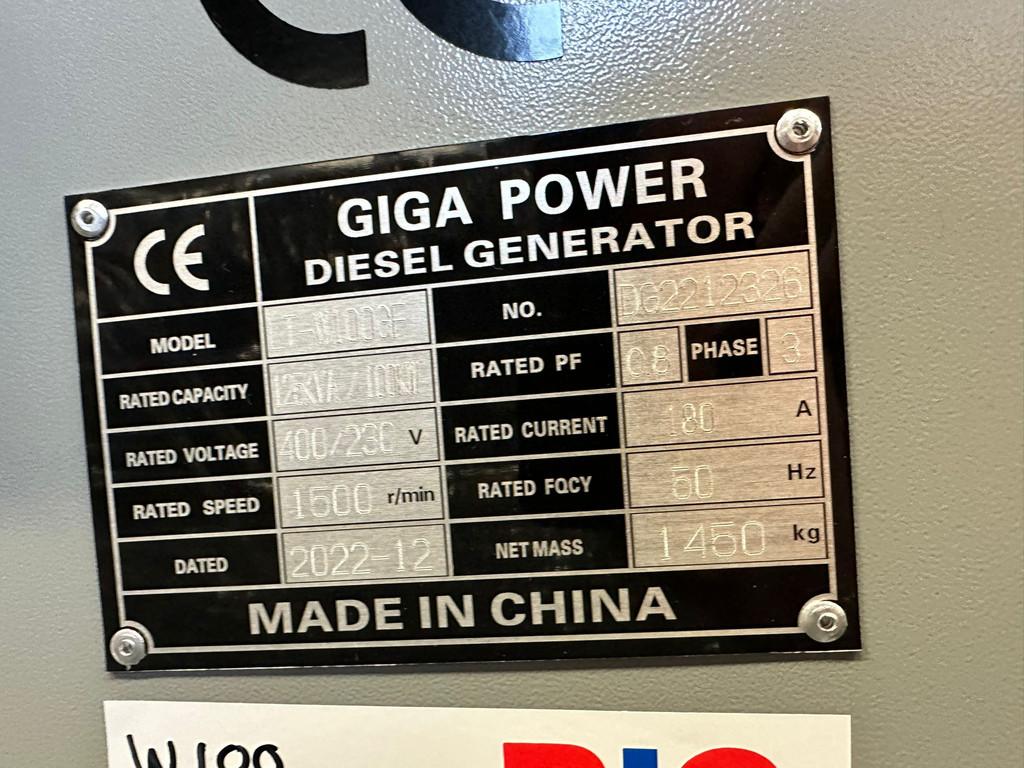 CE
GIGA POWER
DIESEL GENERATOR
MODEL T-W100GF NO. DG2212326
RATED CAPACITY 125KVA/100KW RATED PF 0.8 PHASE 3
RATED VOLTAGE 400/230 V RATED CURRENT 180 A
RATED SPEED 1500 r/min RATED FQCY 50 Hz
DATED 2022-12 NET MASS 1450 kg
MADE IN CHINA
W100